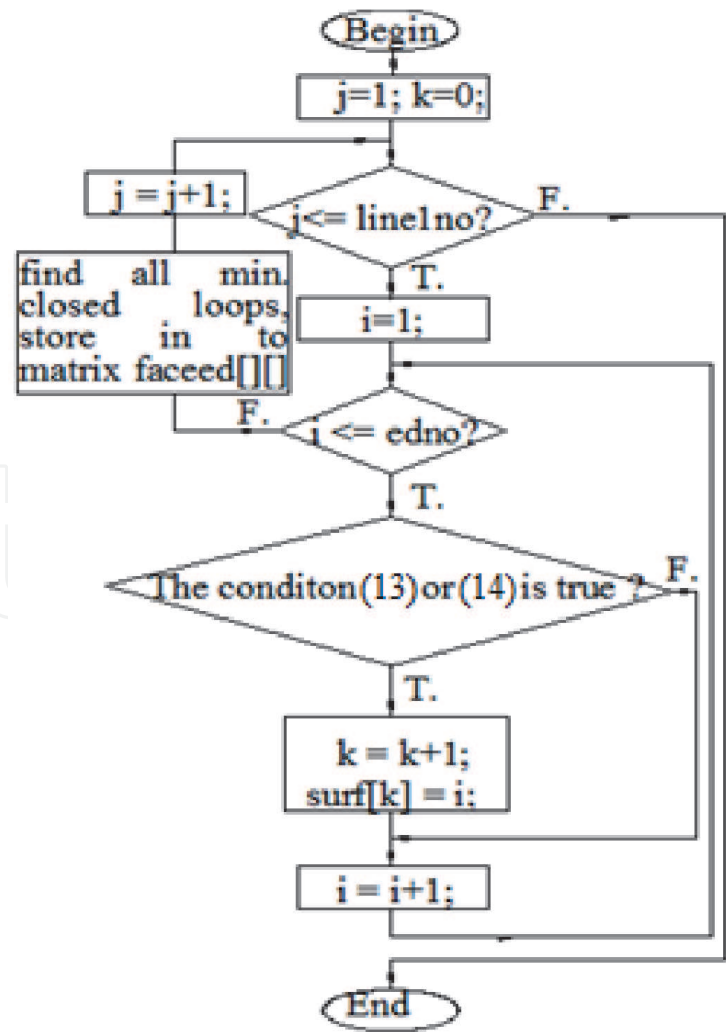 Begin
j=1; k=0;
j = j+1;
j<= line1no?
F.
T.
find all min.
closed loops,
store in to
matrix faceed[][]
i=1;
F.
i <= edno?
T.
The conditon(13)or(14)is true ?
F.
T.
k = k+1;
surf[k] = i;
i = i+1;
End